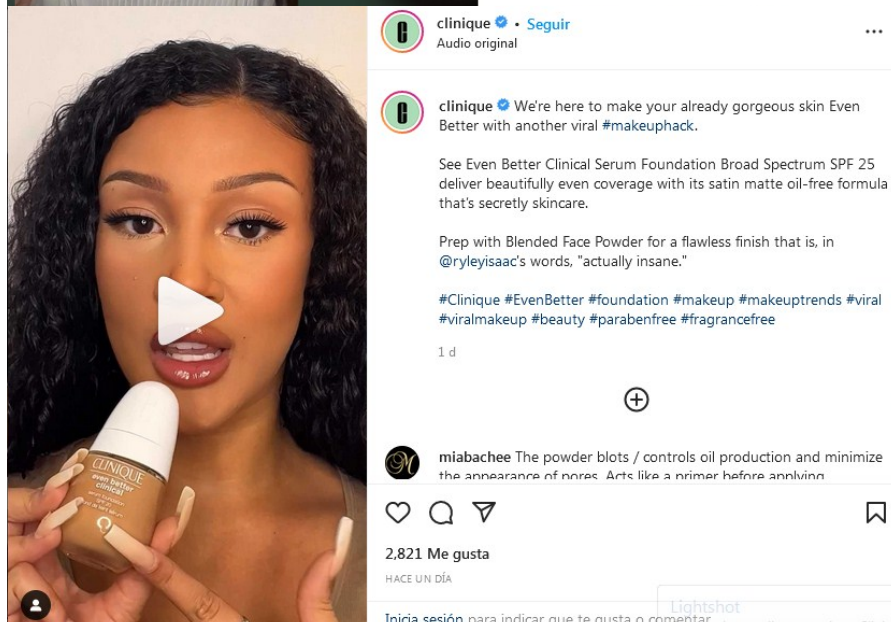 clinique • Seguir
Audio original
clinique We're here to make your already gorgeous skin Even
Better with another viral #makeuphack.
See Even Better Clinical Serum Foundation Broad Spectrum SPF 25
deliver beautifully even coverage with its satin matte oil-free formula
that's secretly skincare.
Prep with Blended Face Powder for a flawless finish that is, in
@ryleyisaac's words, "actually insane."
#Clinique #EvenBetter #foundation #makeup #makeuptrends #viral
#viralmakeup #beauty #parabenfree #fragrancefree
1 d
miabachee The powder blots / controls oil production and minimize
the appearance of pores. Acts like a primer before applying
2,821 Me gusta
HACE UN DÍA
Inicia sesión para indicar que te gusta o comentar.
Lightshot
CLINIQUE
even better
clinical
serum foundation
SPF 25